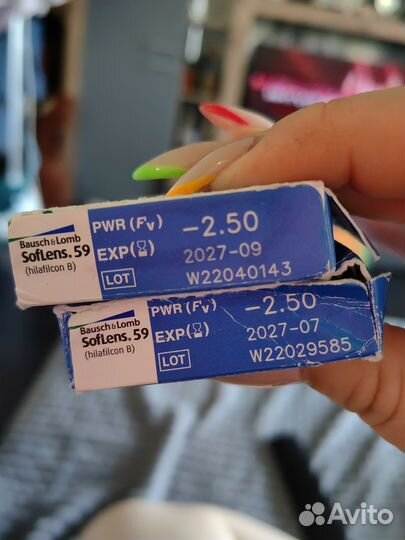 Bausch & Lomb
SofLens. 59
(hilafilcon B)
PWR (Fv) -2.50
EXP (⌛) 2027-09
LOT W22040143
Bausch & Lomb
SofLens. 59
(hilafilcon B)
PWR (Fv) -2.50
EXP (⌛) 2027-07
LOT W22029585
Avito